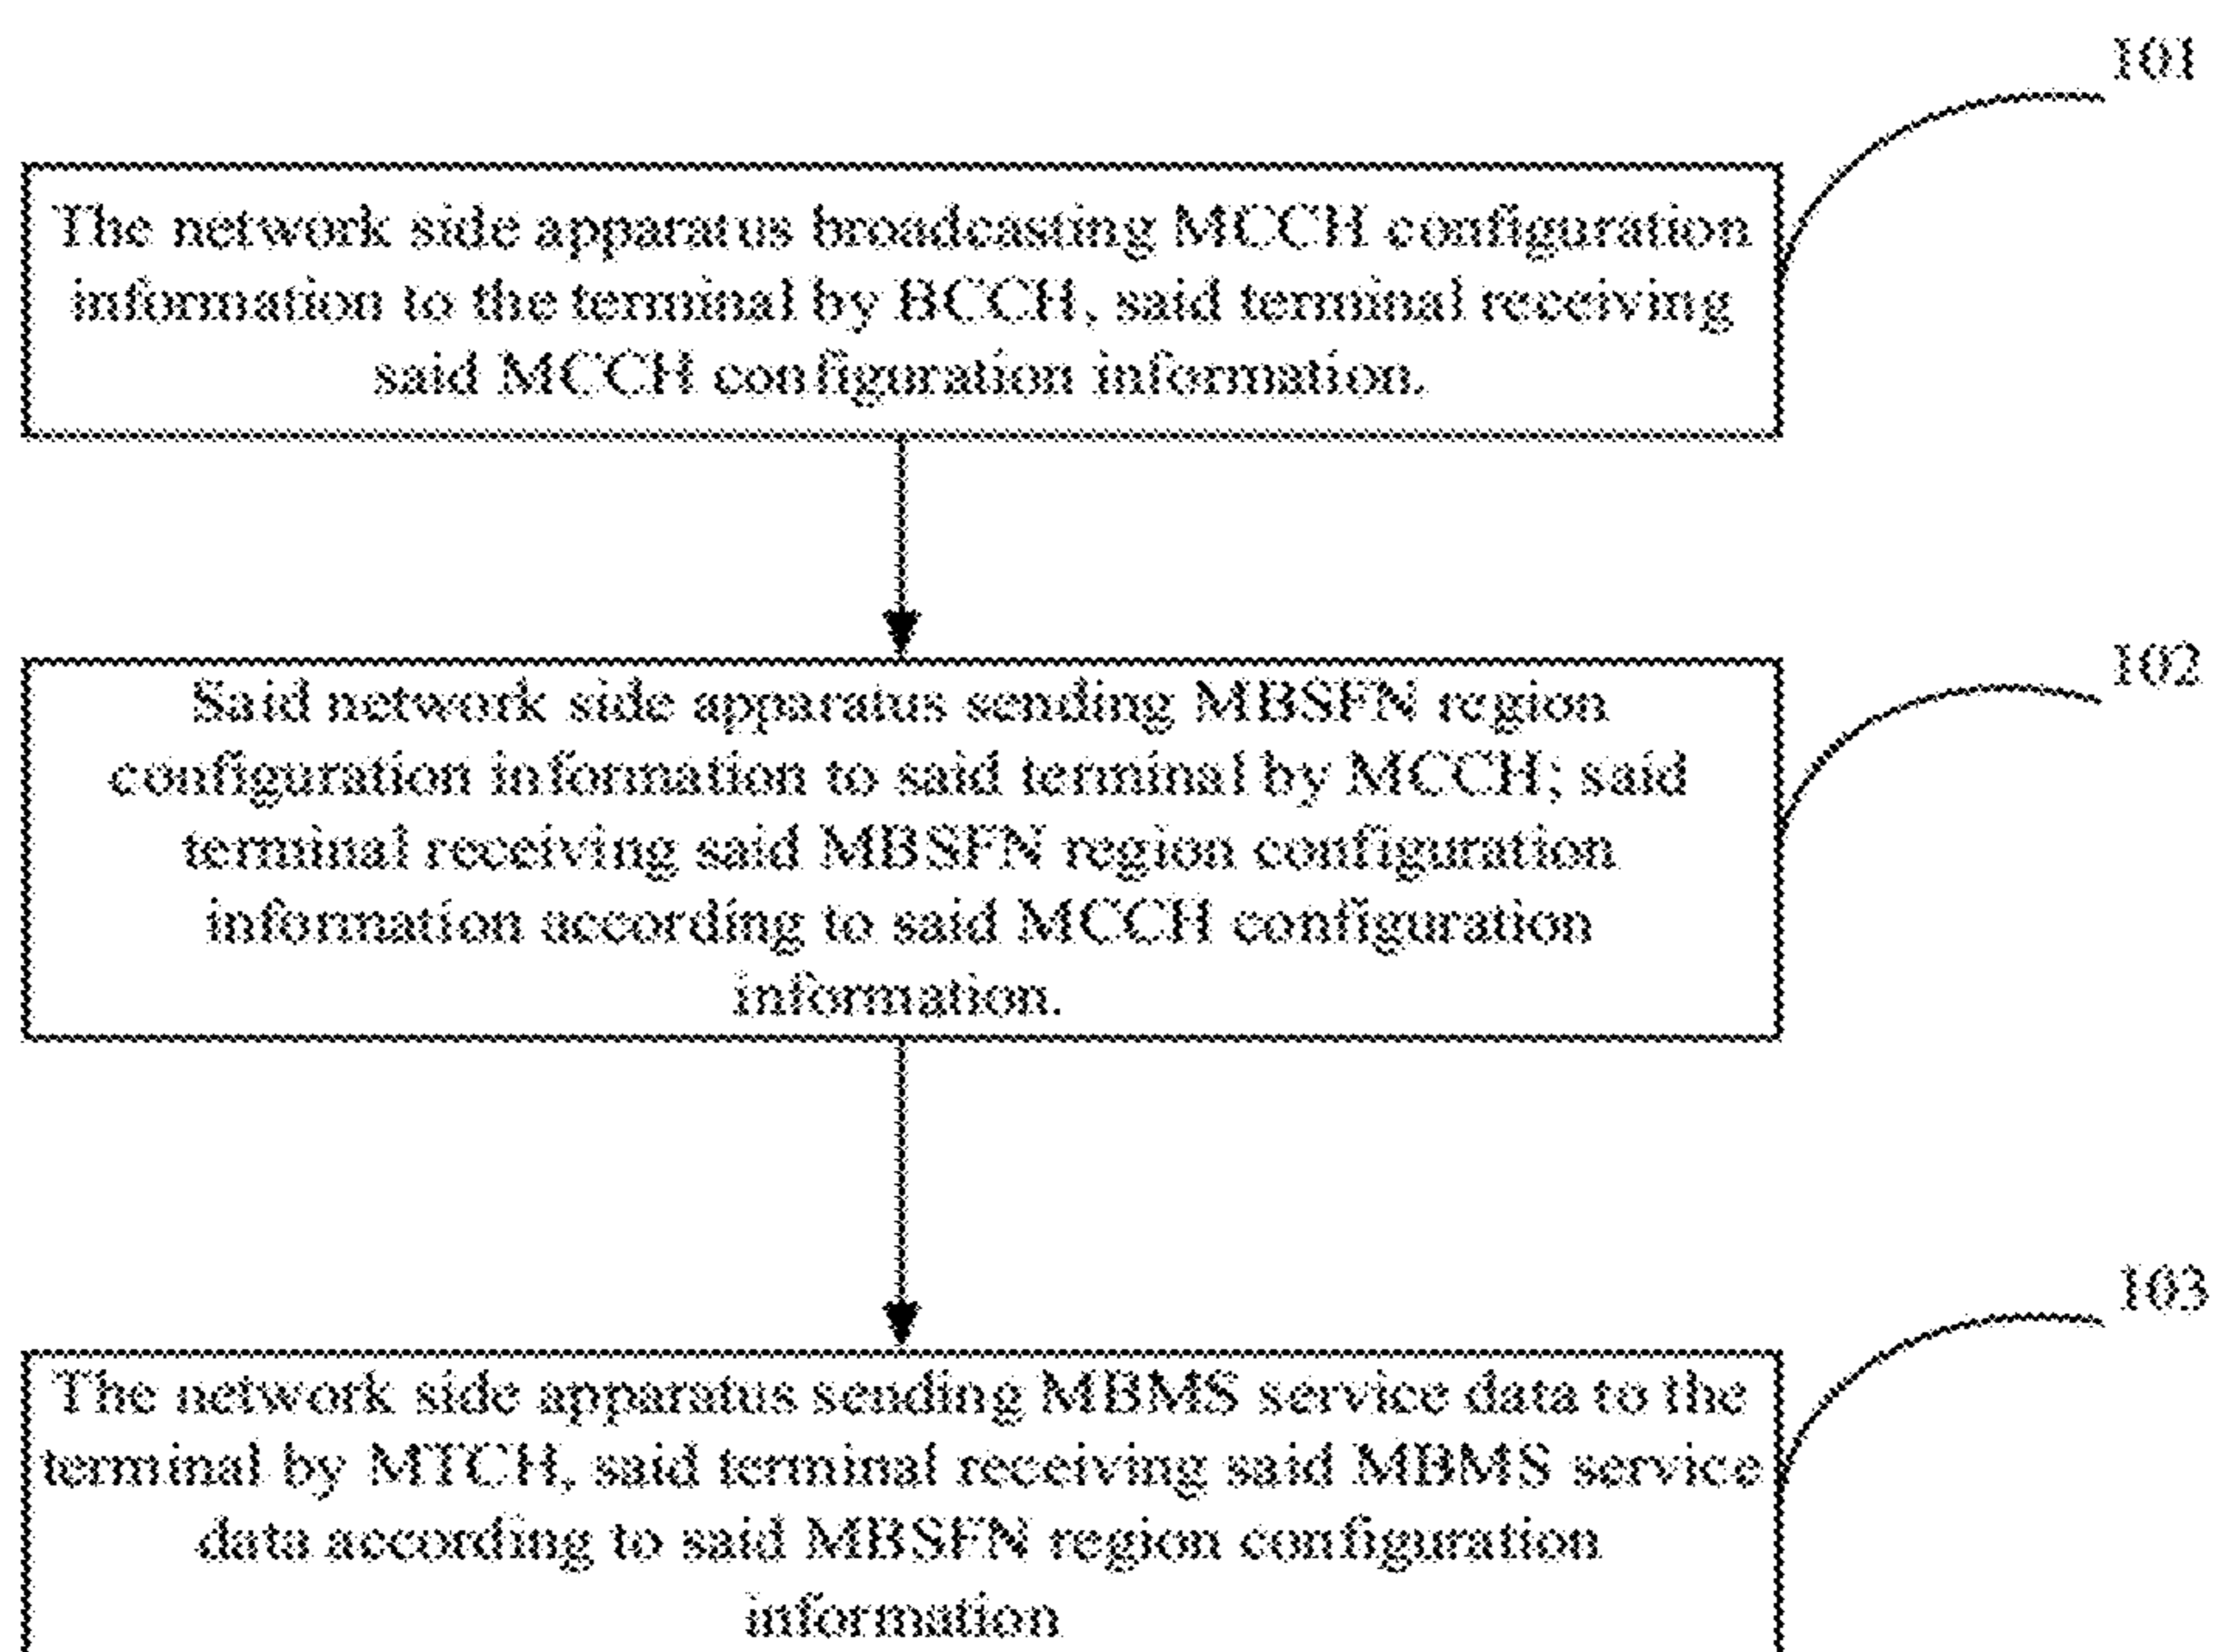 101
The network side apparatus broadcasting MCCH configuration
information to the terminal by BCCH, said terminal receiving
said MCCH configuration information.
102
Said network side apparatus sending MBSFN region
configuration information to said terminal by MCCH; said
terminal receiving said MBSFN region configuration
information according to said MCCH configuration
information.
103
The network side apparatus sending MBMS service data to the
terminal by MTCH, said terminal receiving said MBMS service
data according to said MBSFN region configuration
information